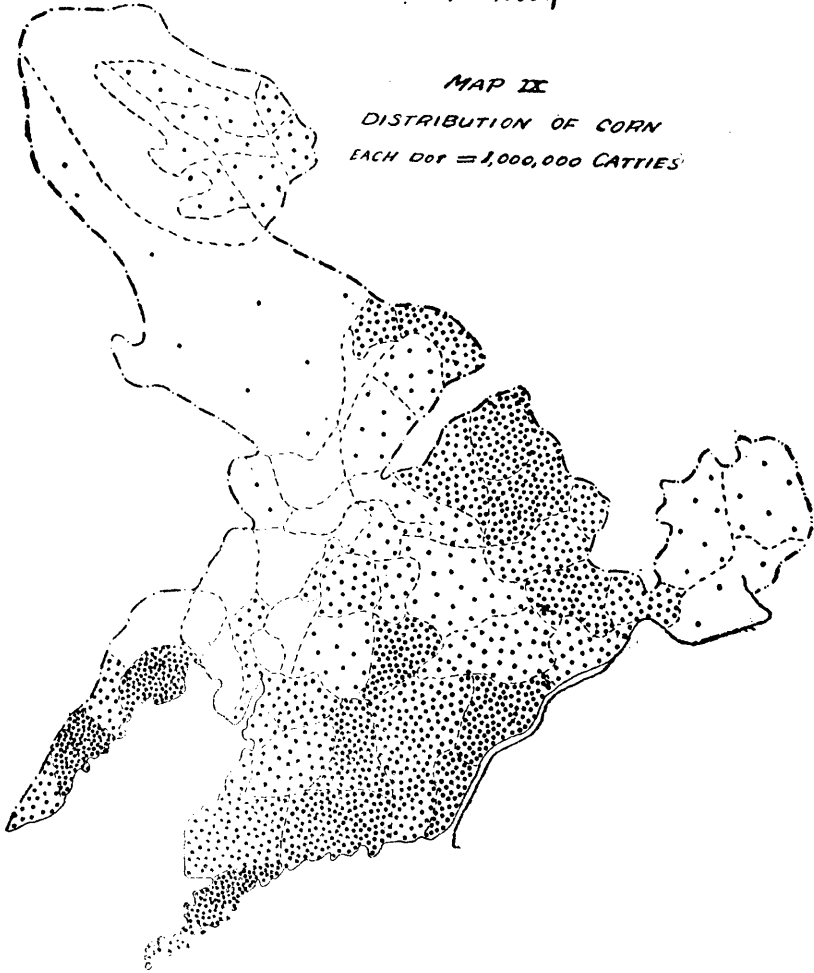 MAP IX
DISTRIBUTION OF CORN
EACH DOT = 1,000,000 CATTIES